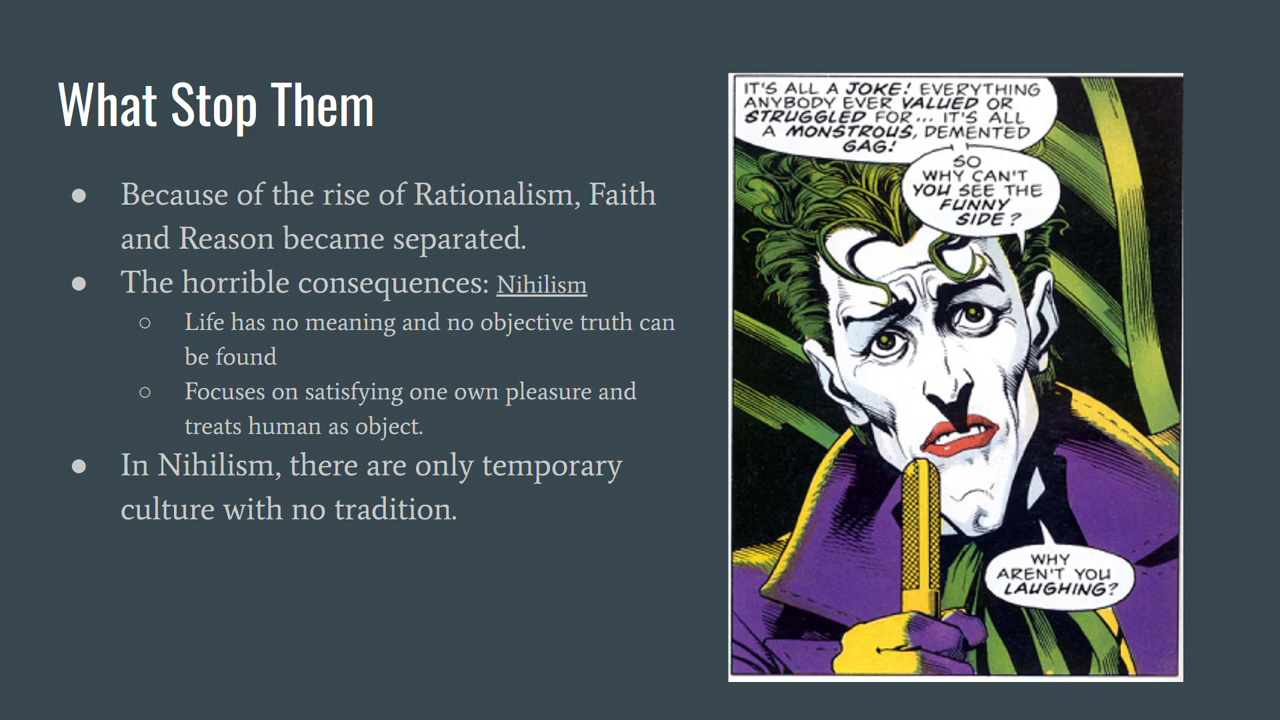 What Stop Them
● Because of the rise of Rationalism, Faith
and Reason became separated.
● The horrible consequences: Nihilism
○ Life has no meaning and no objective truth can
be found
○ Focuses on satisfying one own pleasure and
treats human as object.
● In Nihilism, there are only temporary
culture with no tradition.
IT'S ALL A JOKE! EVERYTHING
ANYBODY EVER VALUED OR
STRUGGLED FOR... IT'S ALL
A MONSTROUS, DEMENTED
GAG!
SO
WHY CAN'T
YOU SEE THE
FUNNY
SIDE?
WHY
AREN'T YOU
LAUGHING?